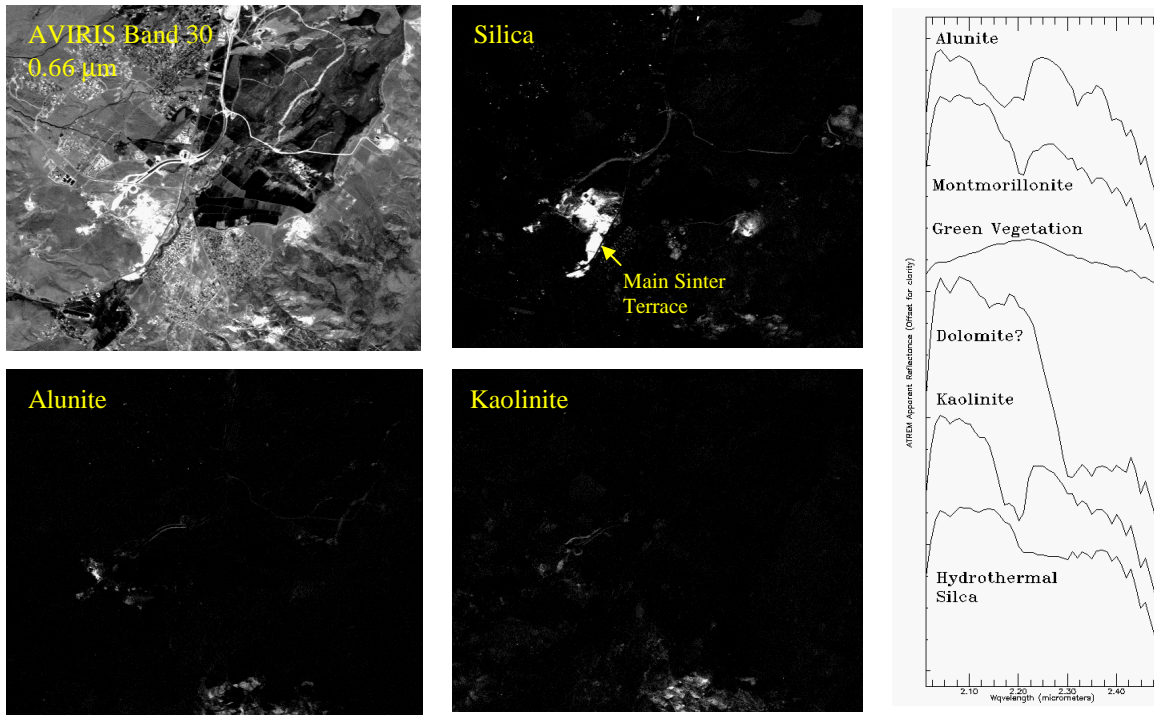 AVIRIS Band 30
0.66 µm
Silica
Main Sinter
Terrace
Alunite
Kaolinite
Alunite
Montmorillonite
Green Vegetation
Dolomite?
Kaolinite
Hydrothermal
Silca
ATREM Apparent Reflectance (Offset for clarity)
2.10 2.20 2.30 2.40
Wavelength (micrometers)